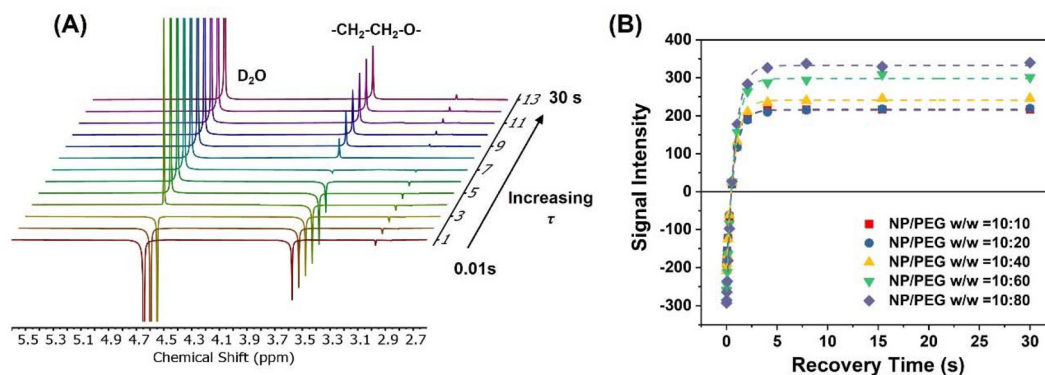 (A)
-CH₂-CH₂-O-
D₂O
13
30 s
11
9
7
5
Increasing
τ
3
1
0.01s
5.5 5.3 5.1 4.9 4.7 4.5 4.3 4.1 3.9 3.7 3.5 3.3 3.1 2.9 2.7
Chemical Shift (ppm)
(B)
400
300
200
100
0
-100
-200
-300
Signal Intensity
NP/PEG w/w =10:10
NP/PEG w/w =10:20
NP/PEG w/w =10:40
NP/PEG w/w =10:60
NP/PEG w/w =10:80
0 5 10 15 20 25 30
Recovery Time (s)